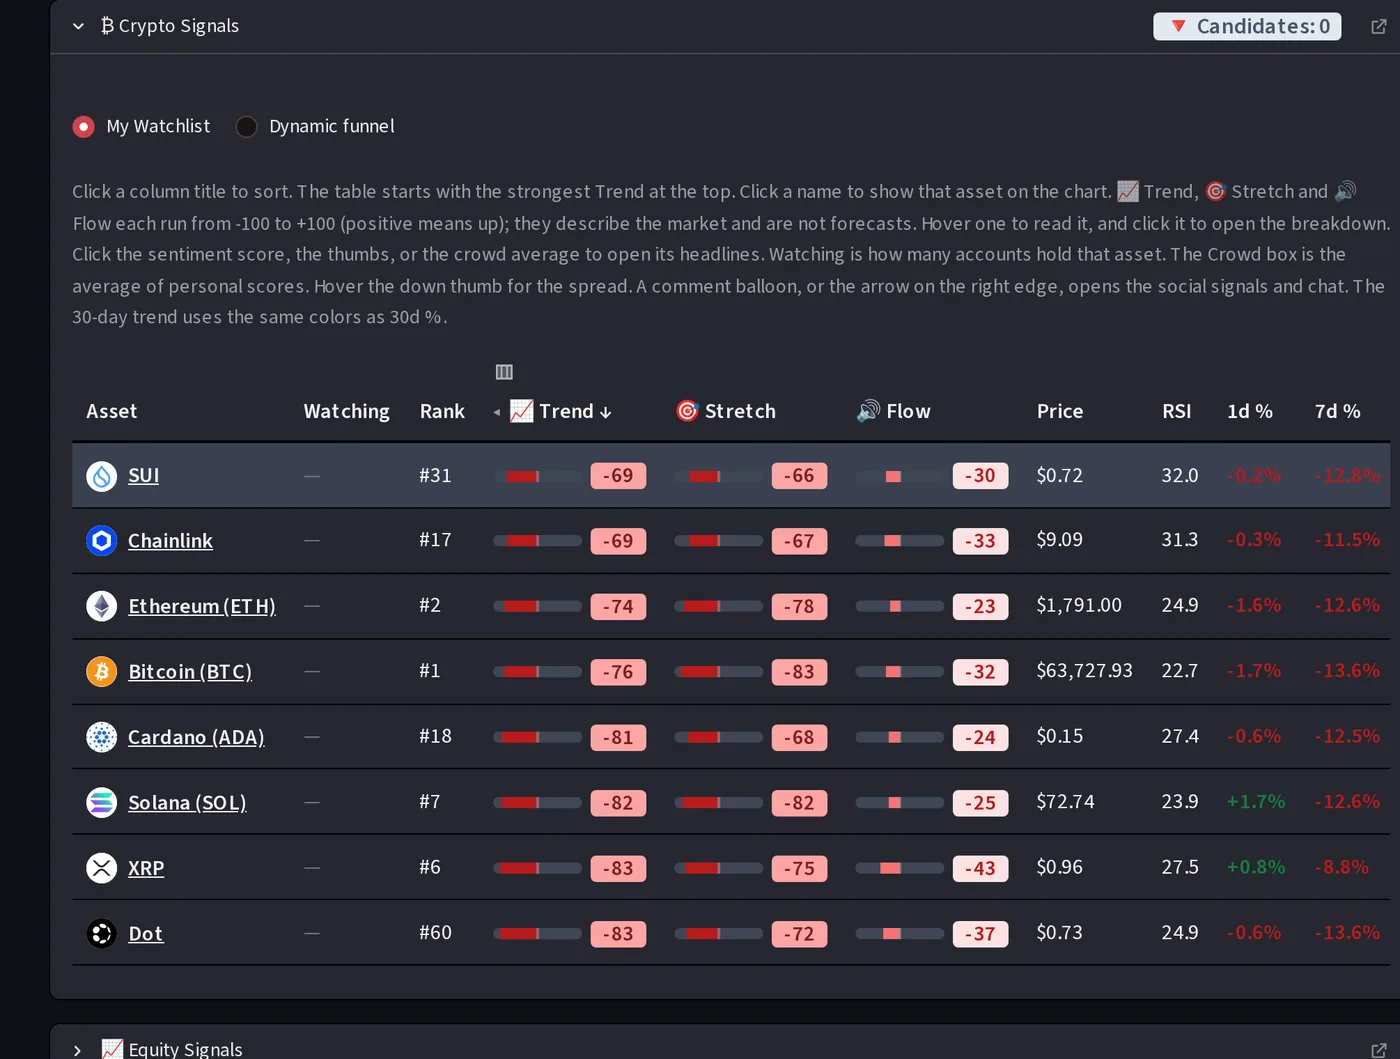 Crypto Signals
Candidates: 0
My Watchlist Dynamic funnel
Click a column title to sort. The table starts with the strongest Trend at the top. Click a name to show that asset on the chart. 📈 Trend, 🎯 Stretch and 🔊
Flow each run from -100 to +100 (positive means up); they describe the market and are not forecasts. Hover one to read it, and click it to open the breakdown.
Click the sentiment score, the thumbs, or the crowd average to open its headlines. Watching is how many accounts hold that asset. The Crowd box is the
average of personal scores. Hover the down thumb for the spread. A comment balloon, or the arrow on the right edge, opens the social signals and chat. The
30-day trend uses the same colors as 30d %.
Asset Watching Rank 📈 Trend ↓ 🎯 Stretch 🔊 Flow Price RSI 1d % 7d %
SUI — #31 -69 -66 -30 $0.72 32.0 -0.2% -12.8%
Chainlink — #17 -69 -67 -33 $9.09 31.3 -0.3% -11.5%
Ethereum (ETH) — #2 -74 -78 -23 $1,791.00 24.9 -1.6% -12.6%
Bitcoin (BTC) — #1 -76 -83 -32 $63,727.93 22.7 -1.7% -13.6%
Cardano (ADA) — #18 -81 -68 -24 $0.15 27.4 -0.6% -12.5%
Solana (SOL) — #7 -82 -82 -25 $72.74 23.9 +1.7% -12.6%
XRP — #6 -83 -75 -43 $0.96 27.5 +0.8% -8.8%
Dot — #60 -83 -72 -37 $0.73 24.9 -0.6% -13.6%
Equity Signals